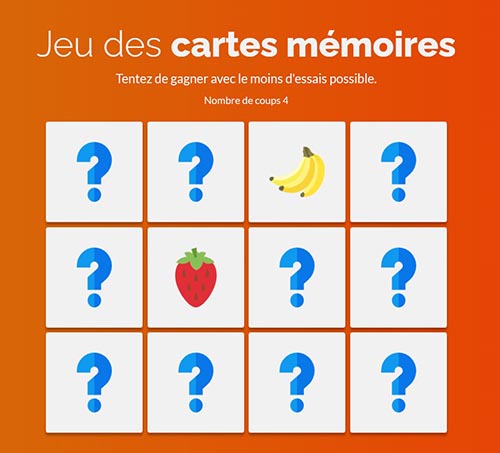 Jeu des cartes mémoires
Tentez de gagner avec le moins d'essais possible.
Nombre de coups 4
? ? ?
? ? ?
? ? ? ?